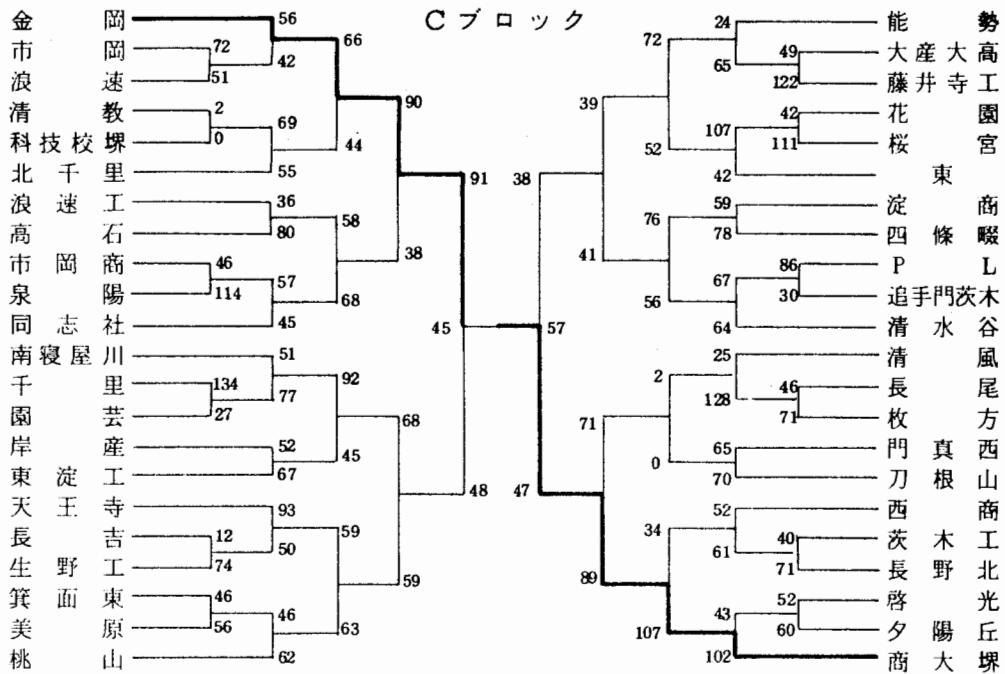 Cブロック
金岡 56 66 24 能勢
市岡 72 42 72 49 大産大高
浪速 51 65 122 藤井寺工
清教 2 69 90 39 107 42 花園
科技校堺 0 44 52 111 桜宮
北千里 55 91 38 42 東
浪速工 36 58 76 59 淀商
高石 80 38 41 78 四條畷
市岡商 46 57 67 86 PL
泉陽 114 68 56 30 追手門茨木
同志社 45 45 57 64 清水谷
南寝屋川 51 92 2 25 清風
千里 134 77 128 46 長尾
園芸 27 68 71 71 枚方
岸産 52 45 0 65 門真西
東淀工 67 48 47 70 刀根山
天王寺 93 59 34 52 西商
長吉 12 50 61 40 茨木工
生野工 74 59 89 71 長野北
箕面東 46 46 43 52 啓光
美原 56 63 107 60 夕陽丘
桃山 62 102 商大堺